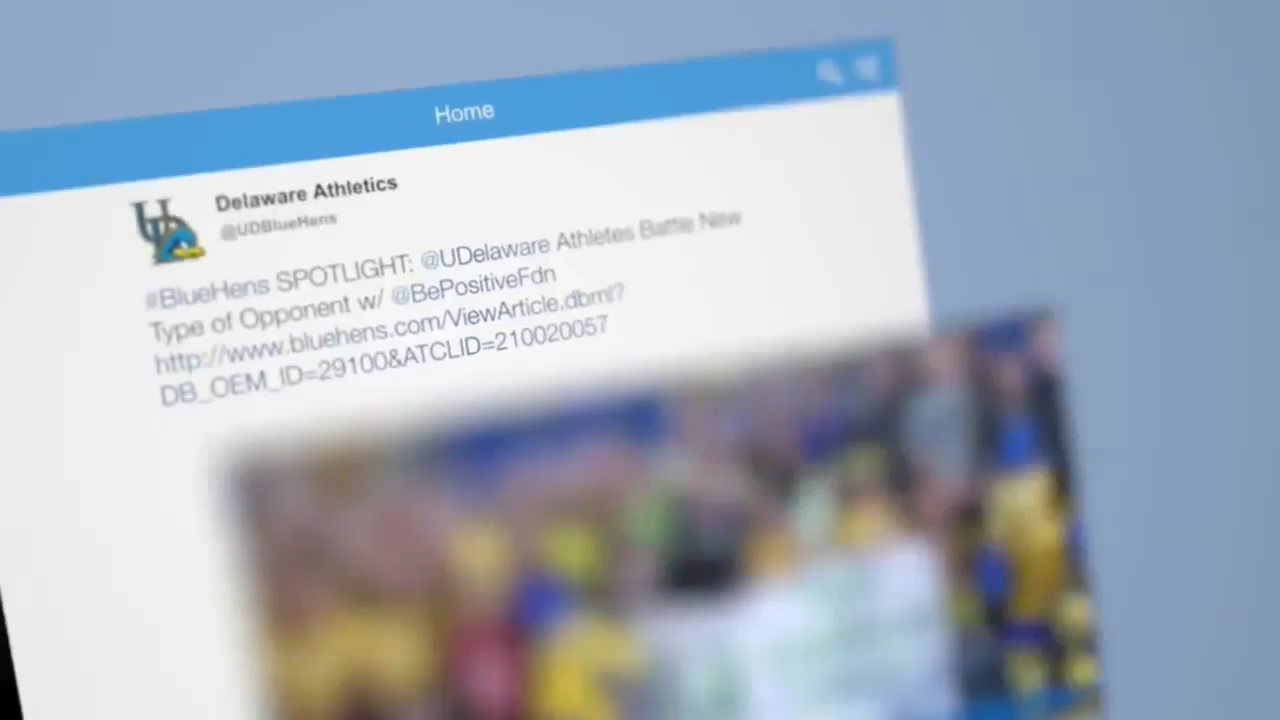 Home
Delaware Athletics
@UDBlueHens
#BlueHens SPOTLIGHT: @UDelaware Athletes Battle New
Type of Opponent w/ @BePositiveFdn
http://www.bluehens.com/ViewArticle.dbml?
DB_OEM_ID=29100&ATCLID=210020057